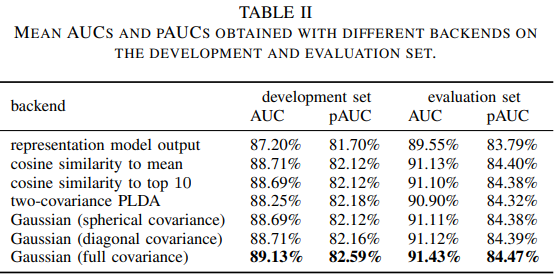 TABLE II
MEAN AUCS AND PAUCS OBTAINED WITH DIFFERENT BACKENDS ON
THE DEVELOPMENT AND EVALUATION SET.
backend development set evaluation set
AUC pAUC AUC pAUC
representation model output 87.20% 81.70% 89.55% 83.79%
cosine similarity to mean 88.71% 82.12% 91.13% 84.40%
cosine similarity to top 10 88.69% 82.12% 91.10% 84.38%
two-covariance PLDA 88.25% 82.18% 90.90% 84.32%
Gaussian (spherical covariance) 88.69% 82.12% 91.11% 84.38%
Gaussian (diagonal covariance) 88.71% 82.16% 91.12% 84.39%
Gaussian (full covariance) 89.13% 82.59% 91.43% 84.47%